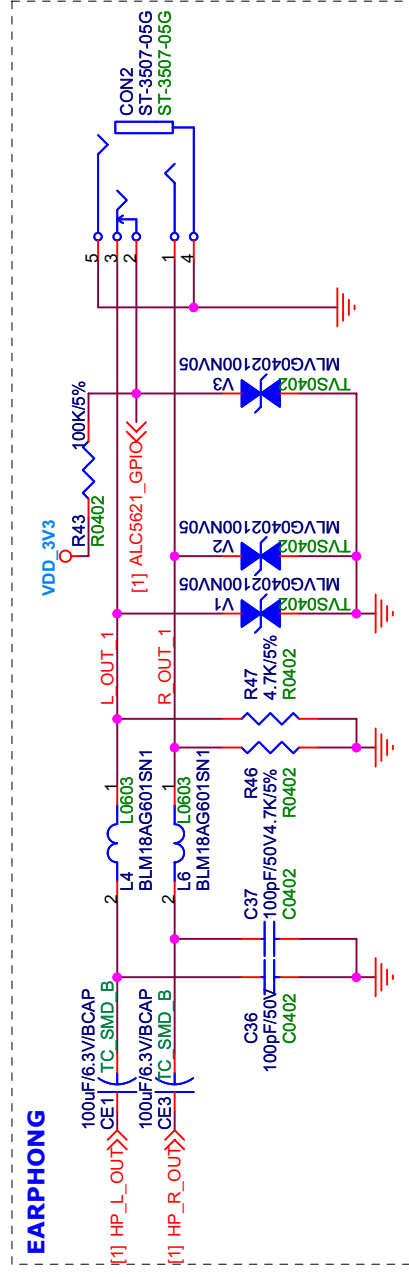 EARPHONG
[1] HP_L_OUT
CE1
100uF/6.3V/BCAP
TC_SMD_B
[1] HP_R_OUT
CE3
100uF/6.3V/BCAP
TC_SMD_B
C36
100pF/50V
C0402
C37
100pF/50V
C0402
2
L4
1
L0603
BLM18AG601SN1
2
L6
1
L0603
BLM18AG601SN1
R46
4.7K/5%
R0402
R47
4.7K/5%
R0402
L_OUT_1
R_OUT_1
V1
MLVG0402100NV05
TVS0402
V2
MLVG0402100NV05
TVS0402
V3
MLVG0402100NV05
TVS0402
VDD_3V3
R43
100K/5%
R0402
[1] ALC5621_GPIO
5
3
2
1
4
CON2
ST-3507-05G
ST-3507-05G